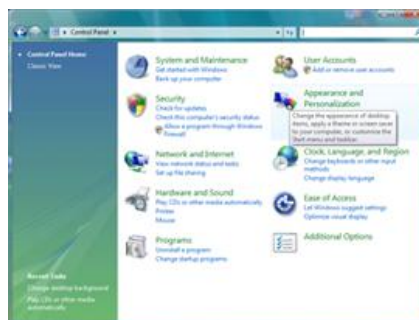 Control Panel
Control Panel Home
Classic View
System and Maintenance
Get started with Windows
Back up your computer
Security
Check for updates
Check this computer's security status
Allow a program through Windows
Firewall
Network and Internet
View network status and tasks
Set up file sharing
Hardware and Sound
Play CDs or other media automatically
Printer
Mouse
Programs
Uninstall a program
Change startup programs
User Accounts
Add or remove user accounts
Appearance and
Personalization
Change the appearance of desktop
items, apply a theme or screen saver
to your computer, or customize the
Start menu and taskbar.
Clock, Language, and Region
Change keyboards or other input
methods
Change display language
Ease of Access
Let Windows suggest settings
Optimize visual display
Additional Options
Recent Tasks
Change desktop background
Play CDs or other media
automatically